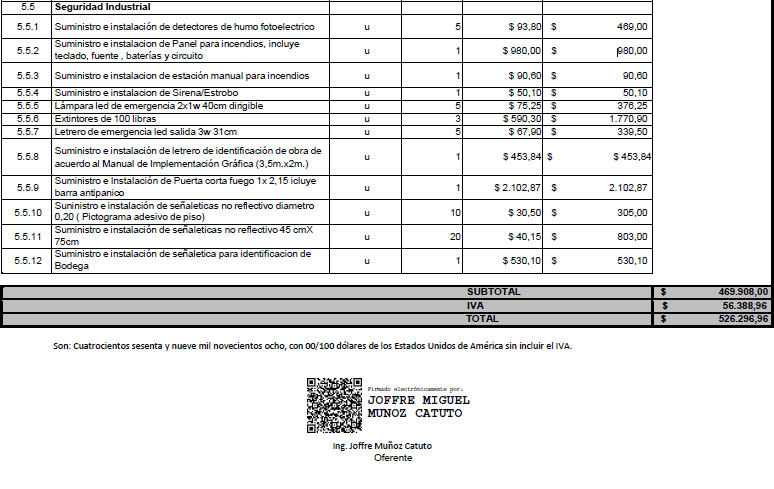 5.5 Seguridad Industrial
5.5.1 Suministro e instalación de detectores de humo fotoelectrico u 5 $ 93,80 $ 469,00
5.5.2 Suministro e instalacion de Panel para incendios, incluye
teclado, fuente , baterías y circuito u 1 $ 980,00 $ 980,00
5.5.3 Suministro e instalacion de estación manual para incendios u 1 $ 90,60 $ 90,60
5.5.4 Suministro e instalacion de Sirena/Estrobo u 1 $ 50,10 $ 50,10
5.5.5 Lámpara led de emergencia 2x1w 40cm dirigible u 5 $ 75,25 $ 376,25
5.5.6 Extintores de 100 libras u 3 $ 590,30 $ 1.770,90
5.5.7 Letrero de emergencia led salida 3w 31cm u 5 $ 67,90 $ 339,50
5.5.8 Suministro e instalación de letrero de identificación de obra de
acuerdo al Manual de Implementación Gráfica (3,5m.x2m.) u 1 $ 453,84 $ $ 453,84
5.5.9 Suministro e Instalación de Puerta corta fuego 1x 2,15 icluye
barra antipanico u 1 $ 2.102,87 $ 2.102,87
5.5.10 Suninistro e instalación de señaleticas no reflectivo diametro
0,20 ( Pictograma adesivo de piso) u 10 $ 30,50 $ 305,00
5.5.11 Suministro e instalación de señaleticas no reflectivo 45 cmX
75cm u 20 $ 40,15 $ 803,00
5.5.12 Suministro e instalación de señaletica para identificacion de
Bodega u 1 $ 530,10 $ 530,10
SUBTOTAL $ 469.908,00
IVA $ 56.388,96
TOTAL $ 526.296,96
Son: Cuatrocientos sesenta y nueve mil novecientos ocho, con 00/100 dólares de los Estados Unidos de América sin incluir el IVA.
Firmado electrónicamente por:
JOFFRE MIGUEL
MUNOZ CATUTO
Ing. Joffre Muñoz Catuto
Oferente